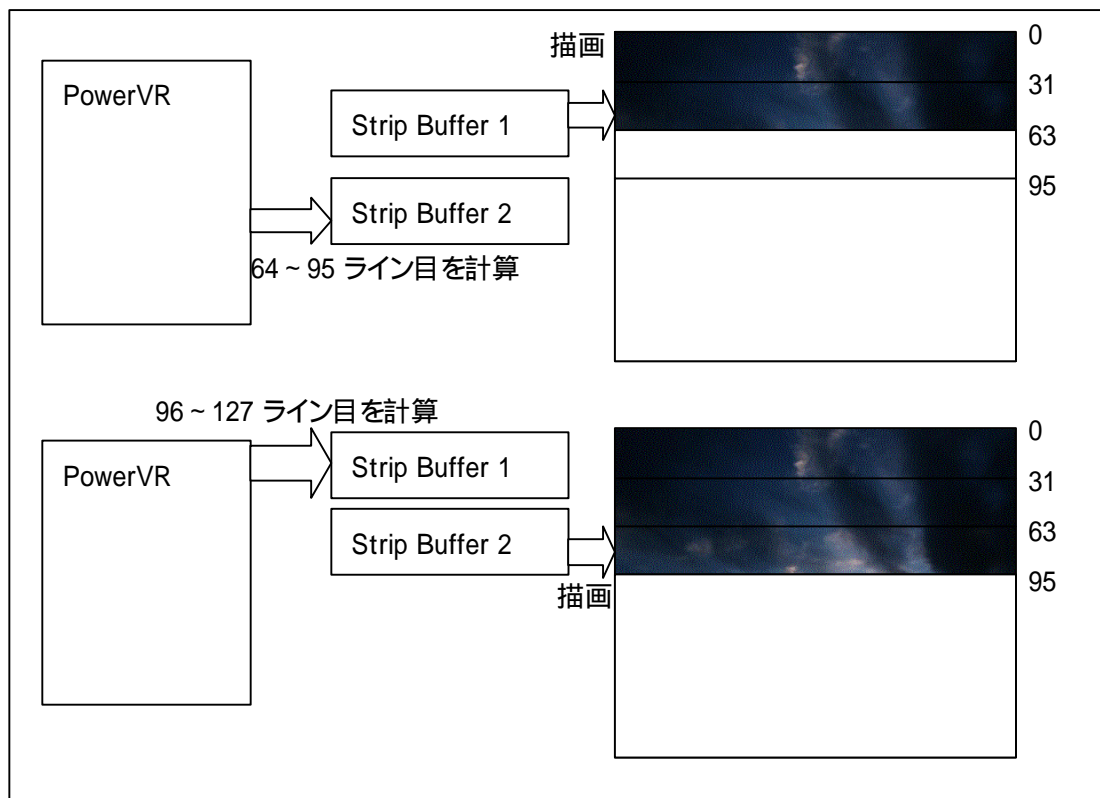 描画
0
PowerVR
31
Strip Buffer 1
63
95
Strip Buffer 2
64 ~ 95 ライン目を計算
96 ~ 127 ライン目を計算
0
PowerVR
Strip Buffer 1
31
63
Strip Buffer 2
95
描画